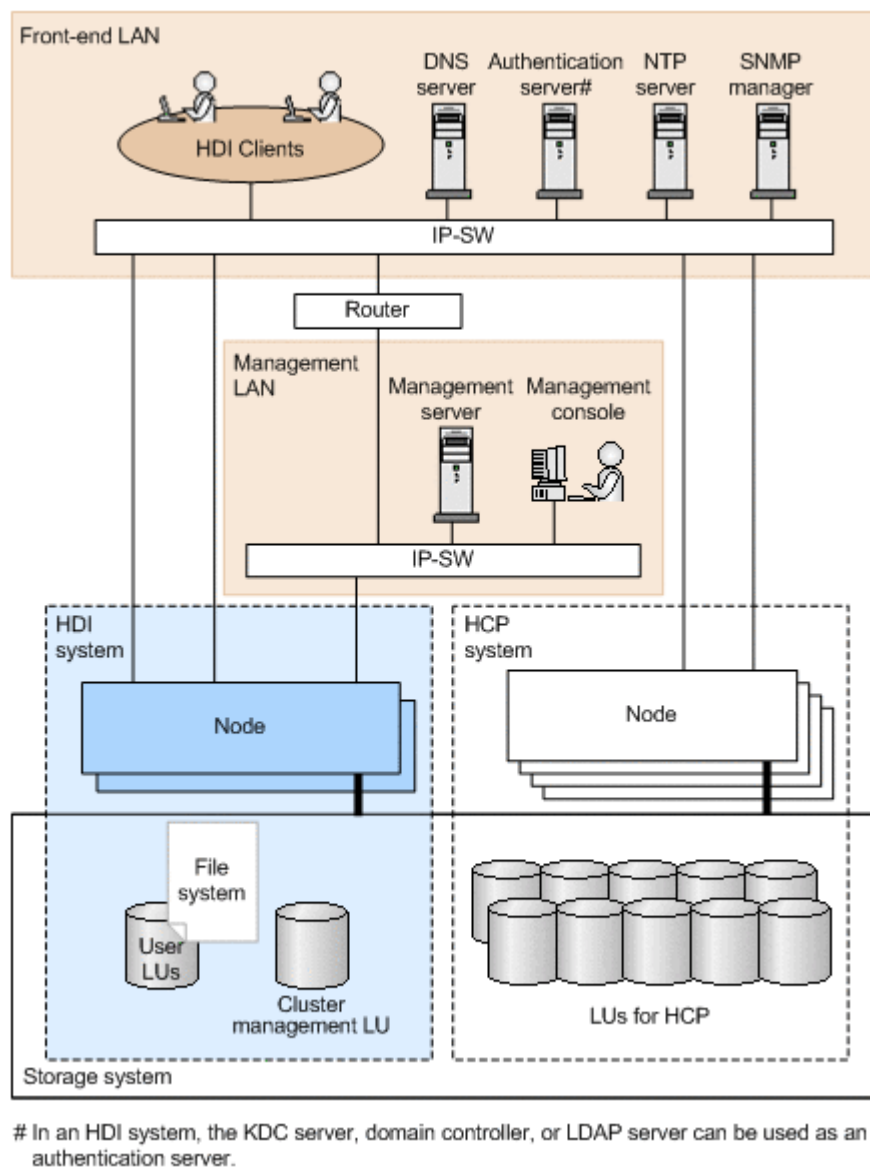 Front-end LAN
DNS
server
Authentication
server#
NTP
server
SNMP
manager
HDI Clients
IP-SW
Router
Management
LAN
Management
server
Management
console
IP-SW
HDI
system
HCP
system
Node
Node
File
system
User
LUs
Cluster
management LU
LUs for HCP
Storage system
# In an HDI system, the KDC server, domain controller, or LDAP server can be used as an
authentication server.